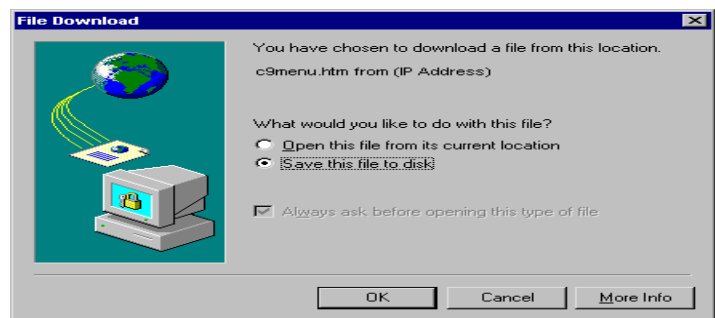 File Download
You have chosen to download a file from this location.
c9menu.htm from (IP Address)
What would you like to do with this file?
Open this file from its current location
Save this file to disk
Always ask before opening this type of file
OK Cancel More Info